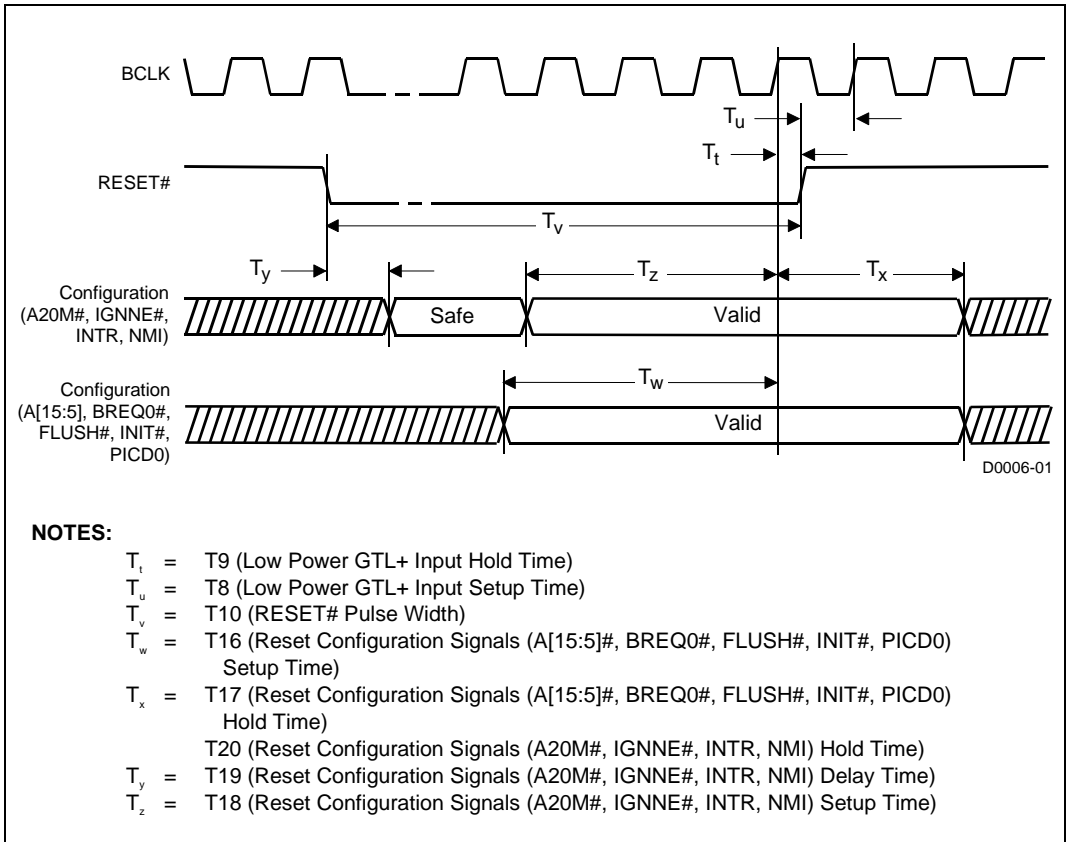 BCLK
Tu
Tt
RESET#
Tv
Ty
Tz
Tx
Configuration
(A20M#, IGNNE#,
INTR, NMI)
Safe
Valid
Tw
Configuration
(A[15:5], BREQ0#,
FLUSH#, INIT#,
PICD0)
Valid
D0006-01
NOTES:
Tt = T9 (Low Power GTL+ Input Hold Time)
Tu = T8 (Low Power GTL+ Input Setup Time)
Tv = T10 (RESET# Pulse Width)
Tw = T16 (Reset Configuration Signals (A[15:5]#, BREQ0#, FLUSH#, INIT#, PICD0)
Setup Time)
Tx = T17 (Reset Configuration Signals (A[15:5]#, BREQ0#, FLUSH#, INIT#, PICD0)
Hold Time)
T20 (Reset Configuration Signals (A20M#, IGNNE#, INTR, NMI) Hold Time)
Ty = T19 (Reset Configuration Signals (A20M#, IGNNE#, INTR, NMI) Delay Time)
Tz = T18 (Reset Configuration Signals (A20M#, IGNNE#, INTR, NMI) Setup Time)